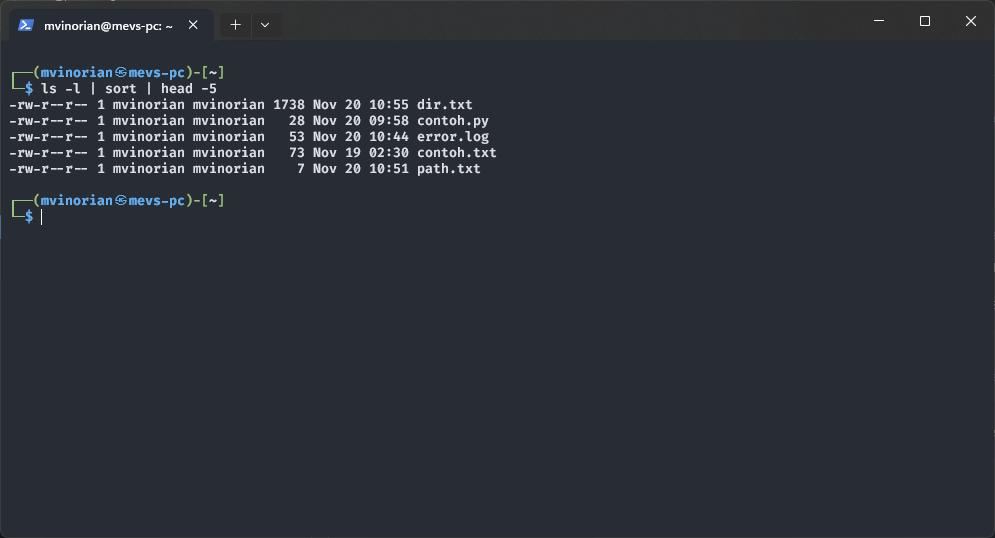 mvinorian@mevs-pc: ~
┌──(mvinorian㉿mevs-pc)-[~]
└─$ ls -l | sort | head -5
-rw-r--r-- 1 mvinorian mvinorian 1738 Nov 20 10:55 dir.txt
-rw-r--r-- 1 mvinorian mvinorian   28 Nov 20 09:58 contoh.py
-rw-r--r-- 1 mvinorian mvinorian   53 Nov 20 10:44 error.log
-rw-r--r-- 1 mvinorian mvinorian   73 Nov 19 02:30 contoh.txt
-rw-r--r-- 1 mvinorian mvinorian    7 Nov 20 10:51 path.txt
┌──(mvinorian㉿mevs-pc)-[~]
└─$